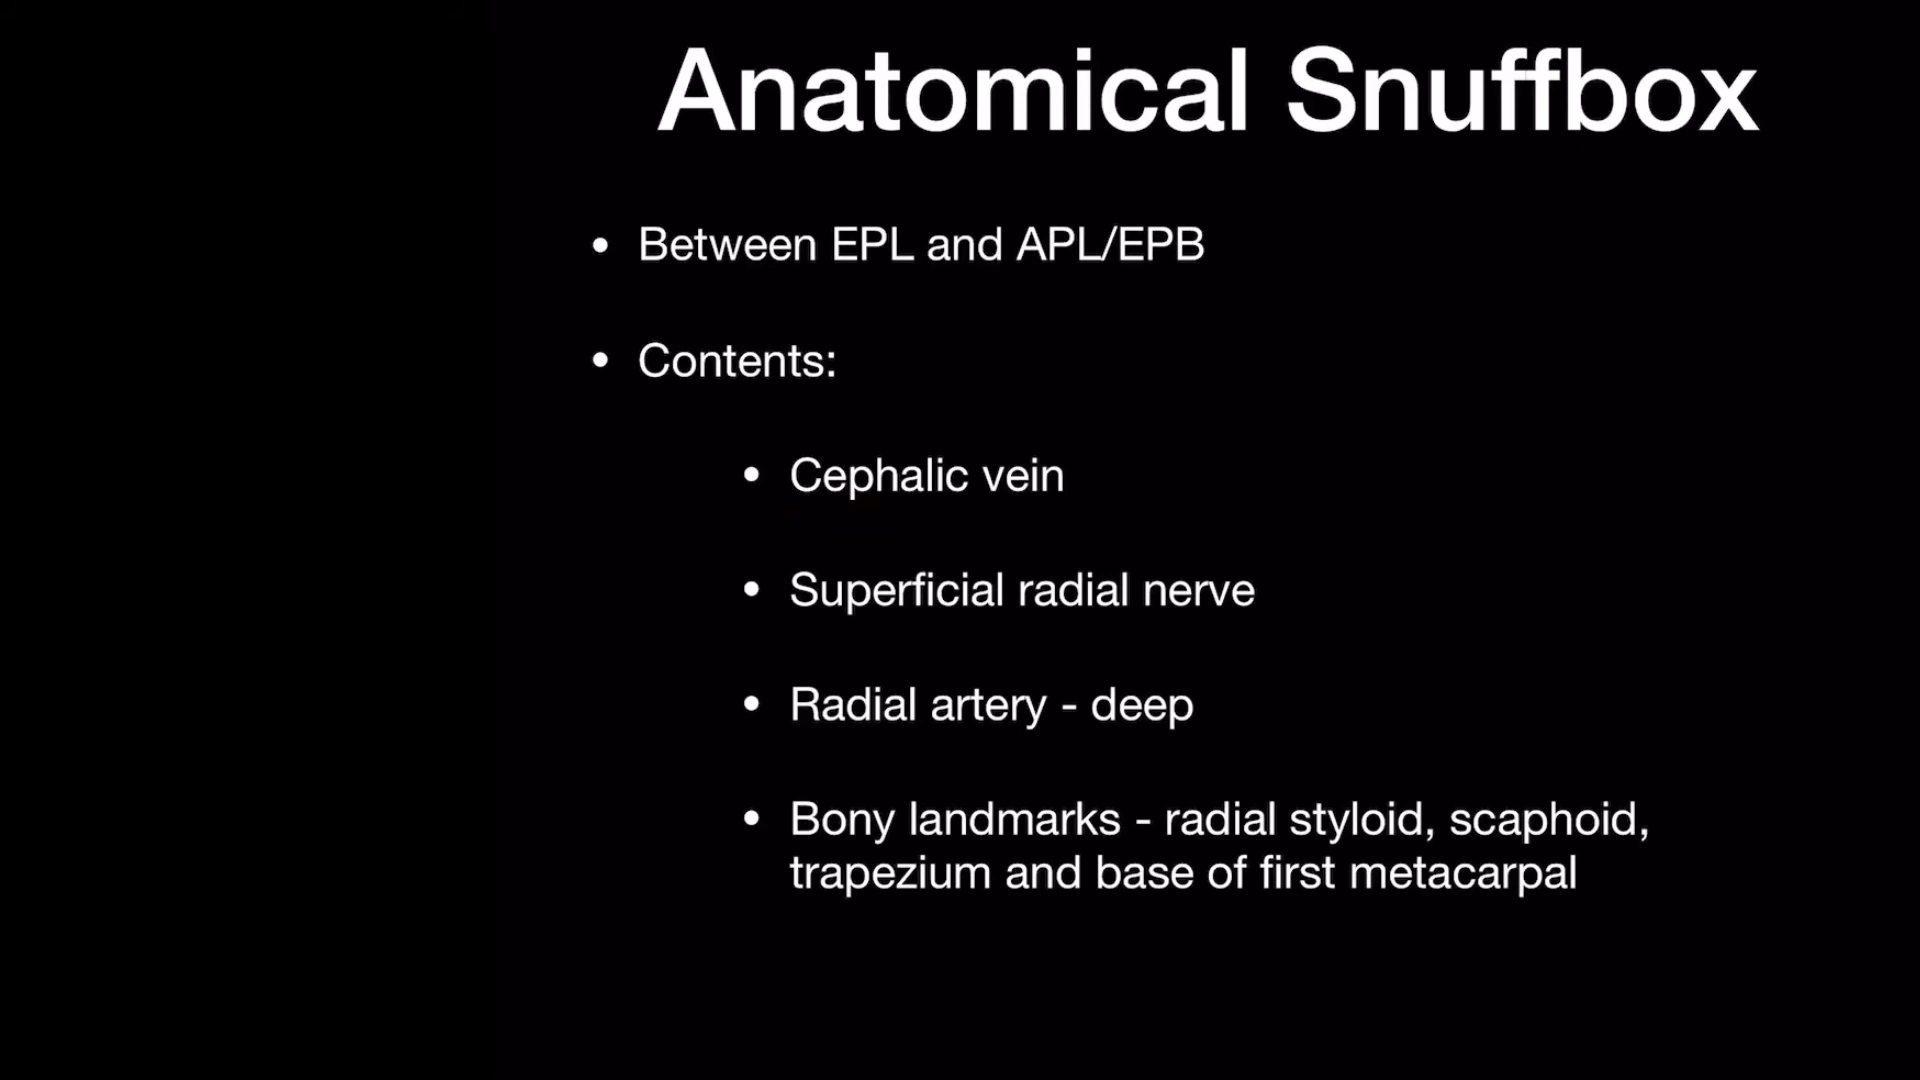 Anatomical Snuffbox
• Between EPL and APL/EPB
• Contents:
• Cephalic vein
• Superficial radial nerve
• Radial artery - deep
• Bony landmarks - radial styloid, scaphoid,
trapezium and base of first metacarpal